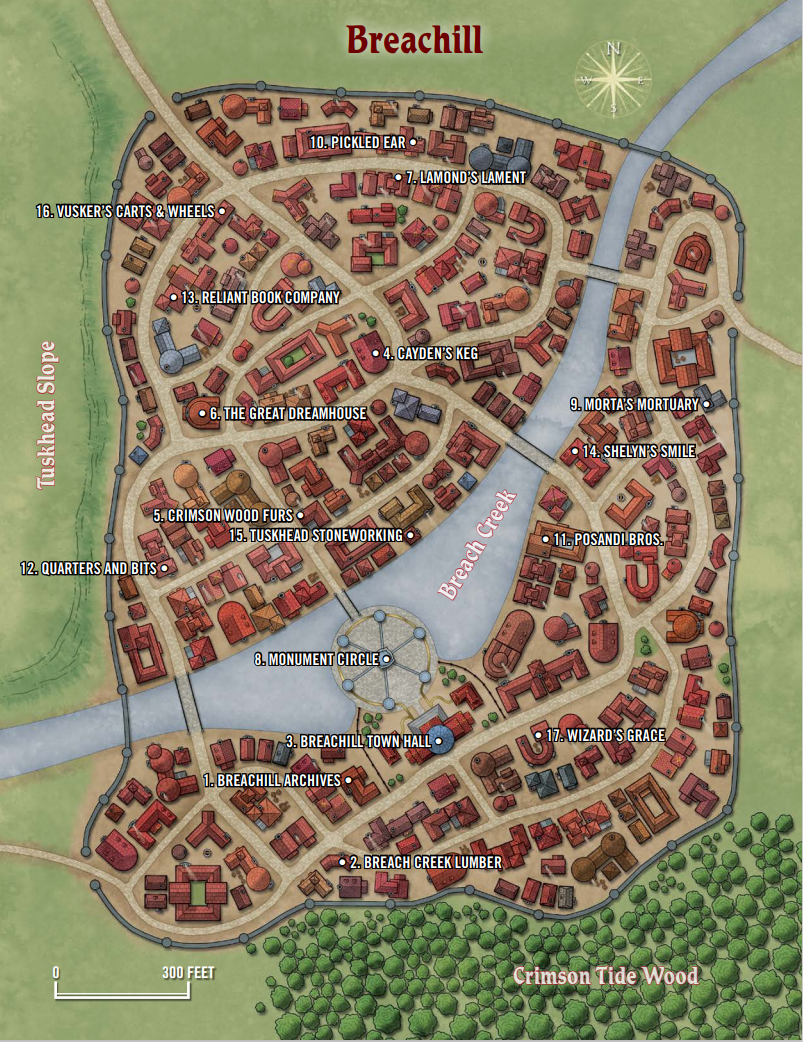 Breachill
N
W
E
S
10. PICKLED EAR
7. LAMOND'S LAMENT
16. VUSKER'S CARTS & WHEELS
13. RELIANT BOOK COMPANY
4. CAYDEN'S KEG
Tuskhead Slope
9. MORTA'S MORTUARY
6. THE GREAT DREAMHOUSE
14. SHELYN'S SMILE
5. CRIMSON WOOD FURS
15. TUSKHEAD STONEWORKING
11. POSANDI BROS.
Breach Creek
12. QUARTERS AND BITS
8. MONUMENT CIRCLE
17. WIZARD'S GRACE
3. BREACHILL TOWN HALL
1. BREACHILL ARCHIVES
2. BREACH CREEK LUMBER
0
300 FEET
Crimson Tide Wood